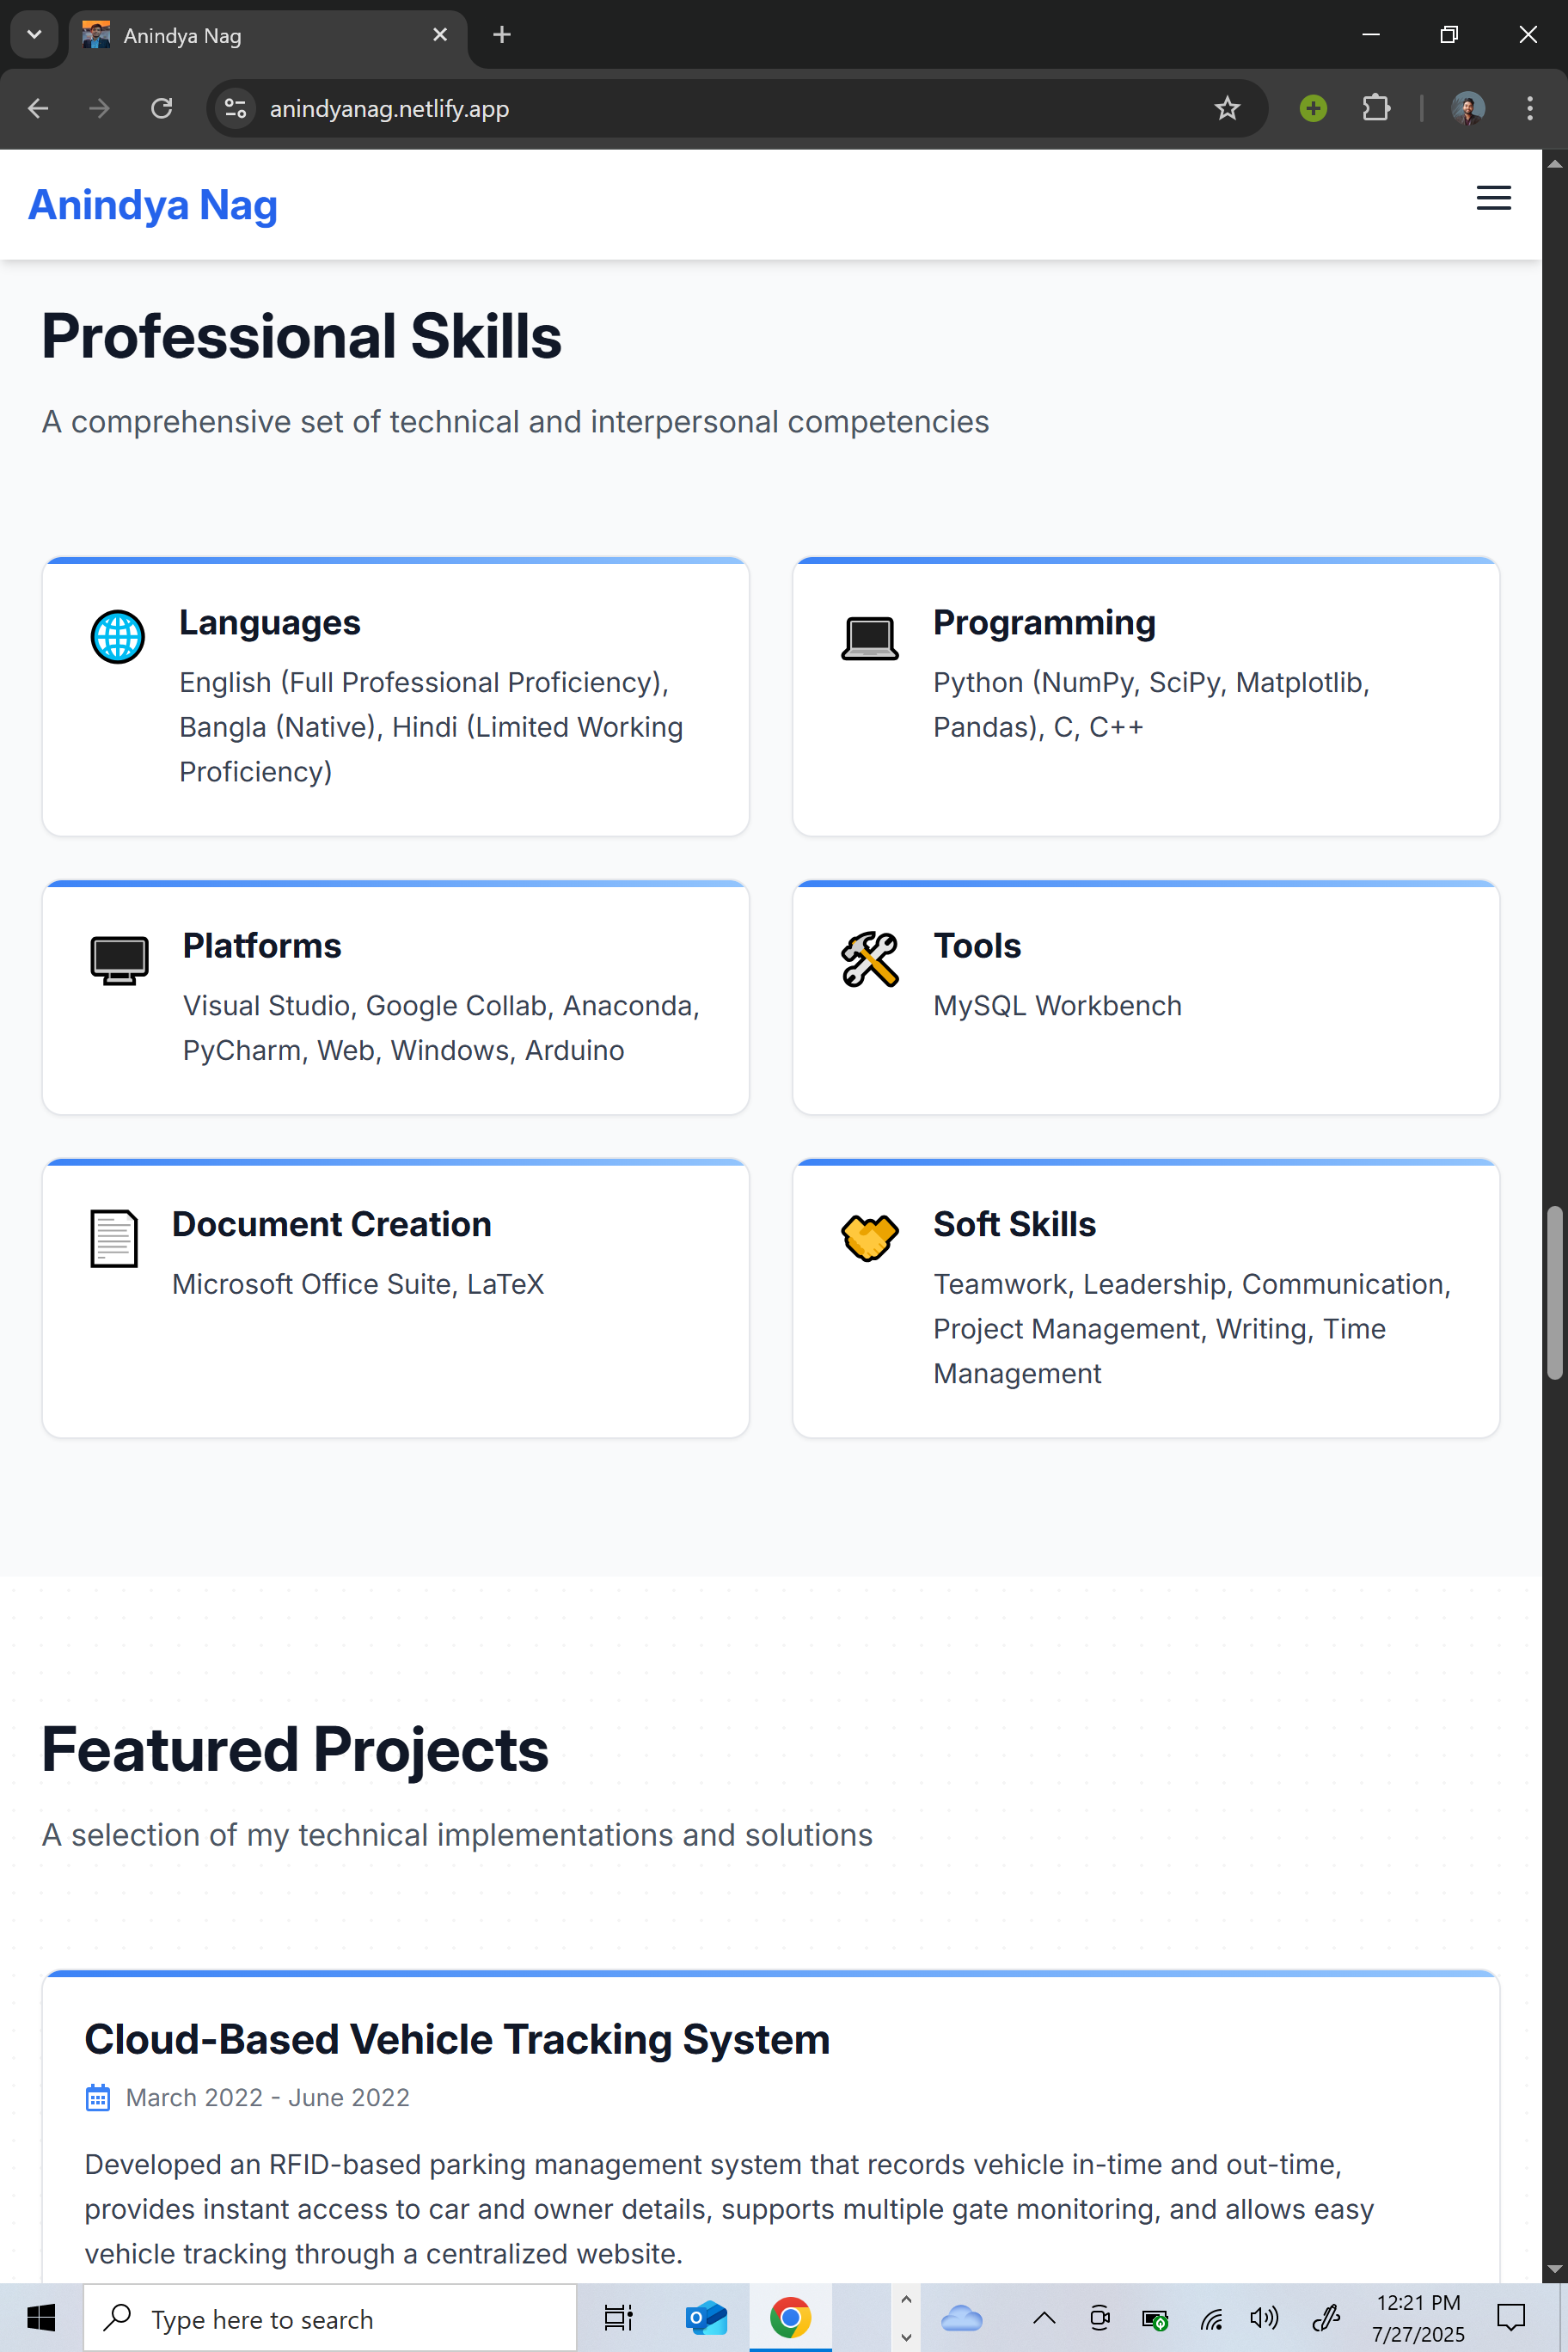 Anindya Nag
anindyanag.netlify.app
Anindya Nag
Professional Skills
A comprehensive set of technical and interpersonal competencies
Languages
English (Full Professional Proficiency),
Bangla (Native), Hindi (Limited Working
Proficiency)
Programming
Python (NumPy, SciPy, Matplotlib,
Pandas), C, C++
Platforms
Visual Studio, Google Collab, Anaconda,
PyCharm, Web, Windows, Arduino
Tools
MySQL Workbench
Document Creation
Microsoft Office Suite, LaTeX
Soft Skills
Teamwork, Leadership, Communication,
Project Management, Writing, Time
Management
Featured Projects
A selection of my technical implementations and solutions
Cloud-Based Vehicle Tracking System
March 2022 - June 2022
Developed an RFID-based parking management system that records vehicle in-time and out-time,
provides instant access to car and owner details, supports multiple gate monitoring, and allows easy
vehicle tracking through a centralized website.
Type here to search
12:21 PM
7/27/2025